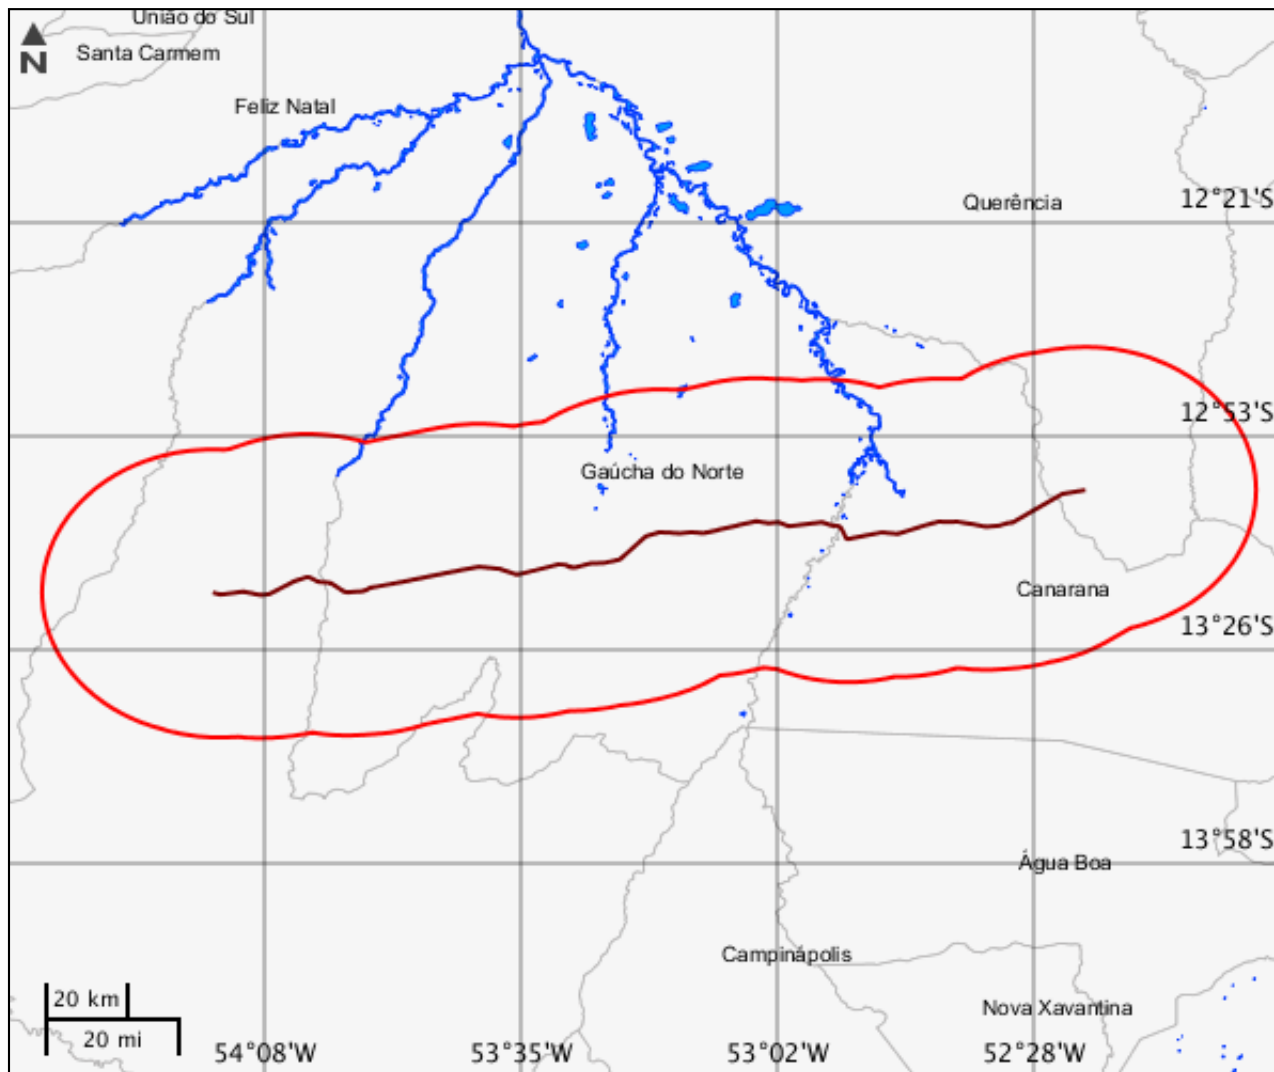 União do Sul
N
Santa Carmem
Feliz Natal
Querência
12°21'S
12°53'S
Gaúcha do Norte
Canarana
13°26'S
13°58'S
Água Boa
Campinápolis
20 km
Nova Xavantina
20 mi
54°08'W
53°35'W
53°02'W
52°28'W